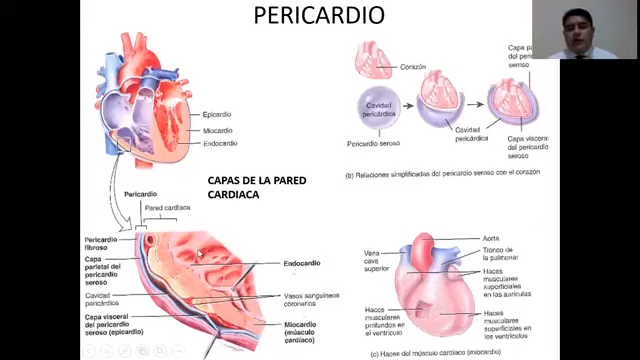 PERICARDIO
Epicardio
Miocardio
Endocardio
CAPAS DE LA PARED
CARDIACA
Pericardio
Pared cardíaca
Pericardio
fibroso
Capa
parietal del
pericardio
seroso
Cavidad
pericárdica
Capa visceral del
pericardio
seroso (epicardio)
Endocardio
Vasos sanguíneos
coronarios
Miocardio
(músculo
cardíaco)
Corazón
Cavidad
pericárdica
Pericardio seroso
Cavidad
pericárdica
Capa
del
seroso
Capa visceral
del pericardio
seroso
(b) Relaciones simplificadas del pericardio seroso con el corazón
Vena
cava
superior
Aorta
Tronco de
la pulmonar
Haces
musculares
superficiales
en las aurículas
Haces
musculares
profundos en
el ventrículo
Haces
musculares
superficiales en
los ventrículos
(c) Haces del músculo cardíaco (miocardio)